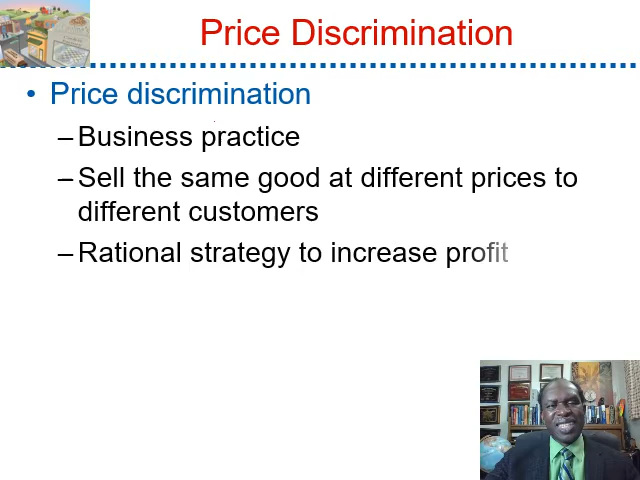 Price Discrimination
• Price discrimination
– Business practice
– Sell the same good at different prices to
different customers
– Rational strategy to increase profit